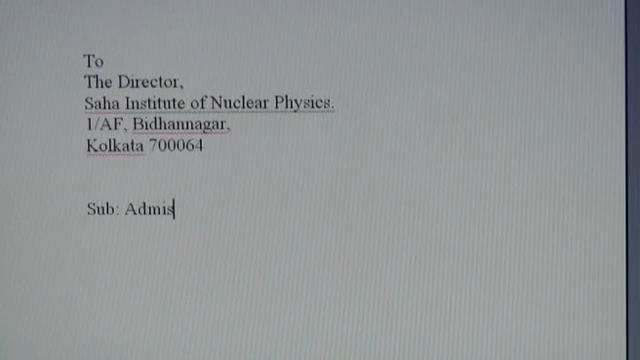 To
The Director,
Saha Institute of Nuclear Physics.
1/AF, Bidhannagar,
Kolkata 700064
Sub: Admis